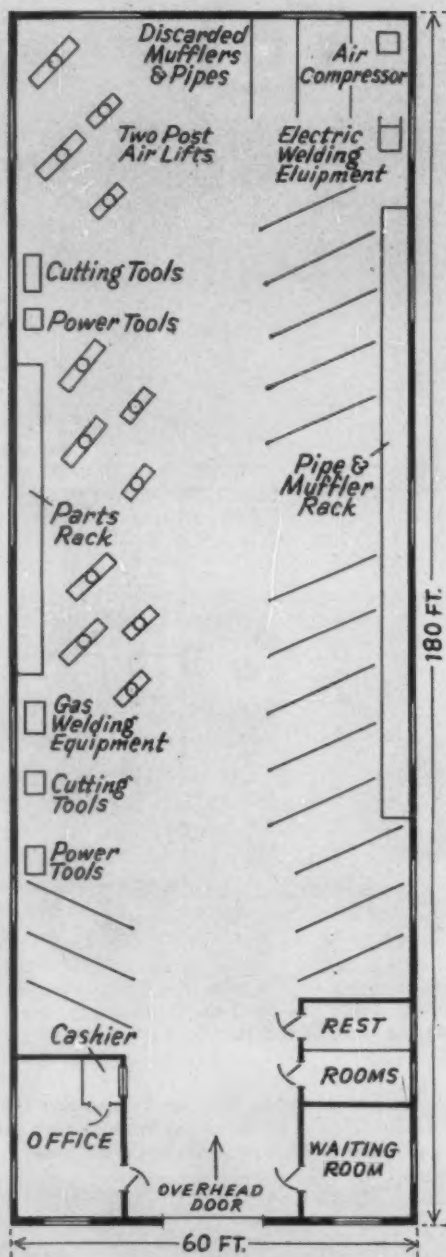 Discarded
Mufflers
& Pipes
Air
Compressor
Two Post
Air Lifts
Electric
Welding
Eluipment
Cutting Tools
Power Tools
Pipe &
Muffler
Rack
Parts
Rack
180 FT.
Gas
Welding
Equipment
Cutting
Tools
Power
Tools
Cashier
REST
ROOMS
OFFICE
WAITING
ROOM
OVERHEAD
DOOR
60 FT.